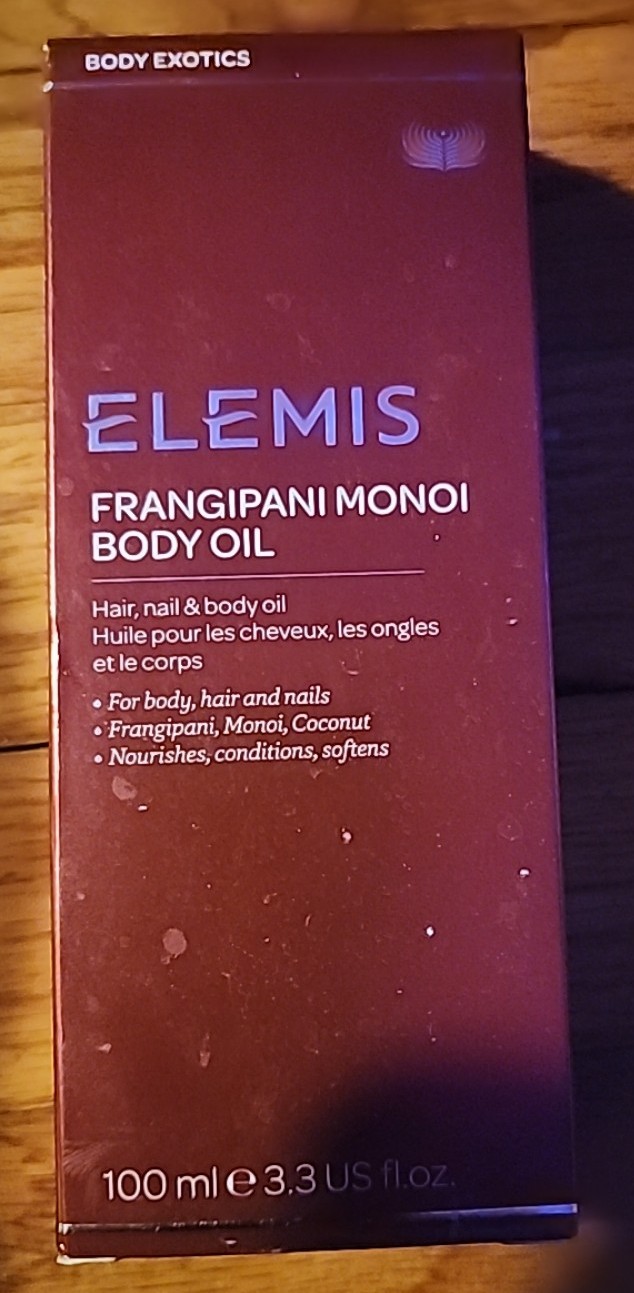 BODY EXOTICS
ELEMIS
FRANGIPANI MONOI
BODY OIL
Hair, nail & body oil
Huile pour les cheveux, les ongles
et le corps
• For body, hair and nails
• Frangipani, Monoi, Coconut
• Nourishes, conditions, softens
100 ml e 3.3 US fl.oz.